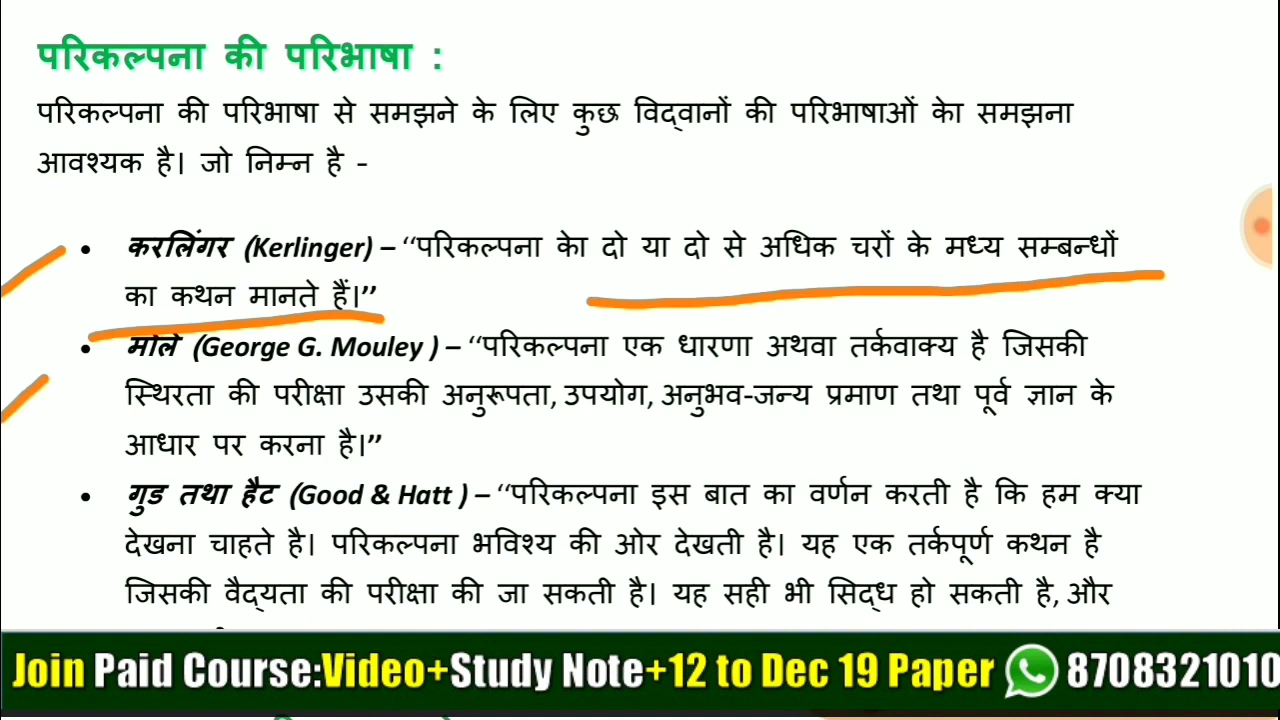 परिकल्पना की परिभाषा :
परिकल्पना की परिभाषा से समझने के लिए कुछ विद्वानों की परिभाषाओं केा समझना
आवश्यक है। जो निम्न है -
• करलिंगर (Kerlinger) – ‘‘परिकल्पना केा दो या दो से अधिक चरों के मध्य सम्बन्धों
का कथन मानते हैं।’’
• मोले (George G. Mouley ) – ‘‘परिकल्पना एक धारणा अथवा तर्कवाक्य है जिसकी
स्थिरता की परीक्षा उसकी अनुरूपता, उपयोग, अनुभव-जन्य प्रमाण तथा पूर्व ज्ञान के
आधार पर करना है।’’
• गुड तथा हैट (Good & Hatt ) – ‘‘परिकल्पना इस बात का वर्णन करती है कि हम क्या
देखना चाहते है। परिकल्पना भविष्य की ओर देखती है। यह एक तर्कपूर्ण कथन है
जिसकी वैद्यता की परीक्षा की जा सकती है। यह सही भी सिद्ध हो सकती है, और
Join Paid Course:Video+Study Note+12 to Dec 19 Paper 8708321010